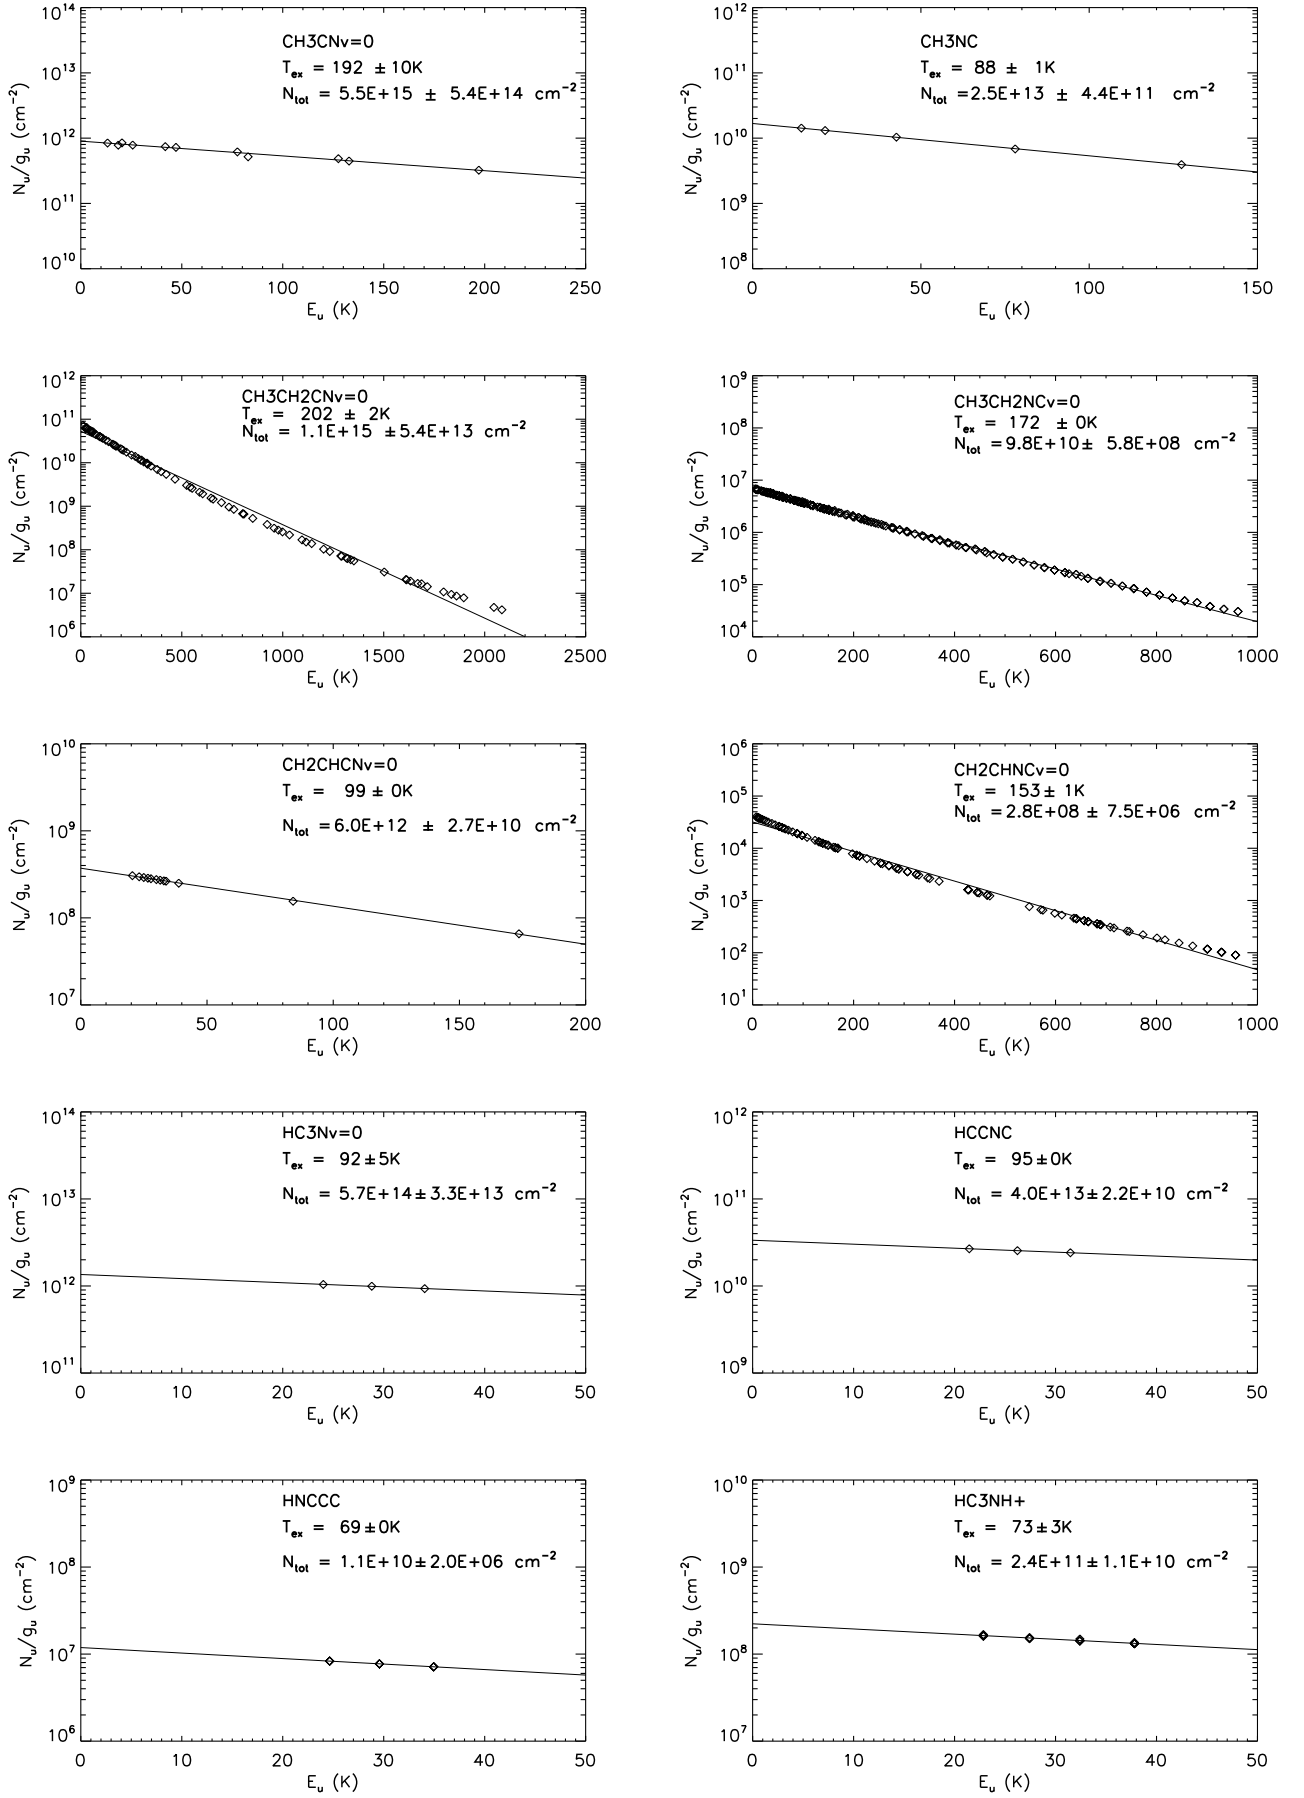 CH3CNv=0
T_ex = 192 ± 10K
N_tot = 5.5E+15 ± 5.4E+14 cm^-2
10^14
10^13
10^12
10^11
10^10
N_u/g_u (cm^-2)
0 50 100 150 200 250
E_u (K)
CH3NC
T_ex = 88 ± 1K
N_tot =2.5E+13 ± 4.4E+11 cm^-2
10^12
10^11
10^10
10^9
10^8
N_u/g_u (cm^-2)
0 50 100 150
E_u (K)
CH3CH2CNv=0
T_ex = 202 ± 2K
N_tot = 1.1E+15 ±5.4E+13 cm^-2
10^12
10^11
10^10
10^9
10^8
10^7
10^6
N_u/g_u (cm^-2)
0 500 1000 1500 2000 2500
E_u (K)
CH3CH2NCv=0
T_ex = 172 ± 0K
N_tot =9.8E+10± 5.8E+08 cm^-2
10^9
10^8
10^7
10^6
10^5
10^4
N_u/g_u (cm^-2)
0 200 400 600 800 1000
E_u (K)
CH2CHCNv=0
T_ex = 99 ± 0K
N_tot =6.0E+12 ± 2.7E+10 cm^-2
10^10
10^9
10^8
10^7
N_u/g_u (cm^-2)
0 50 100 150 200
E_u (K)
CH2CHNCv=0
T_ex = 153± 1K
N_tot =2.8E+08 ± 7.5E+06 cm^-2
10^6
10^5
10^4
10^3
10^2
10^1
N_u/g_u (cm^-2)
0 200 400 600 800 1000
E_u (K)
HC3Nv=0
T_ex = 92±5K
N_tot = 5.7E+14±3.3E+13 cm^-2
10^14
10^13
10^12
10^11
N_u/g_u (cm^-2)
0 10 20 30 40 50
E_u (K)
HCCNC
T_ex = 95±0K
N_tot = 4.0E+13±2.2E+10 cm^-2
10^12
10^11
10^10
10^9
N_u/g_u (cm^-2)
0 10 20 30 40 50
E_u (K)
HNCCC
T_ex = 69±0K
N_tot = 1.1E+10±2.0E+06 cm^-2
10^9
10^8
10^7
10^6
N_u/g_u (cm^-2)
0 10 20 30 40 50
E_u (K)
HC3NH+
T_ex = 73±3K
N_tot = 2.4E+11±1.1E+10 cm^-2
10^10
10^9
10^8
10^7
N_u/g_u (cm^-2)
0 10 20 30 40 50
E_u (K)